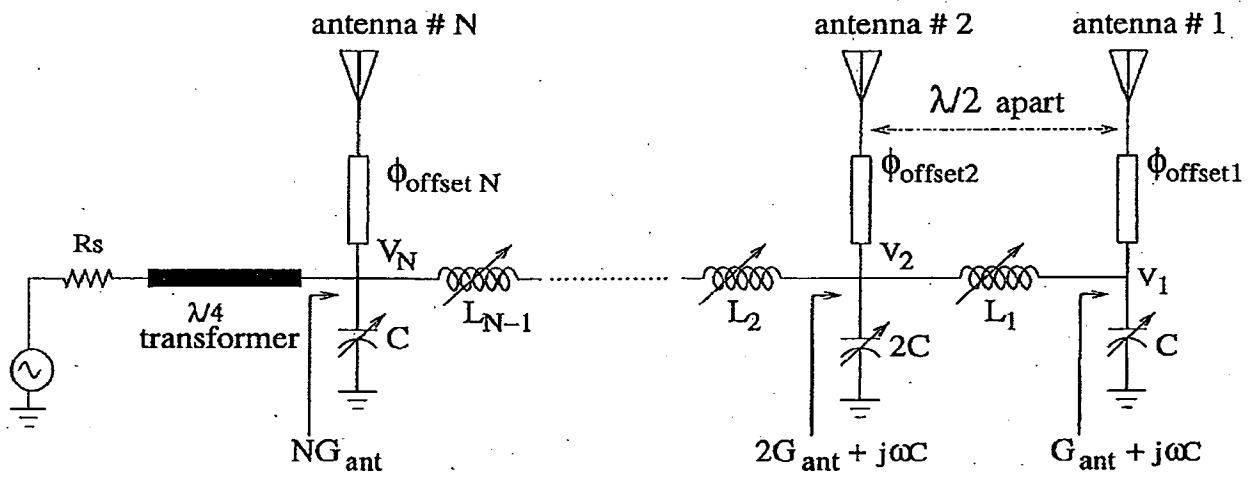 antenna # N
antenna # 2
antenna # 1
λ/2 apart
ϕoffset N
ϕoffset2
ϕoffset1
Rs
VN
V2
V1
λ/4
transformer
C
LN−1
L2
2C
L1
C
NGant
2Gant + jωC
Gant + jωC